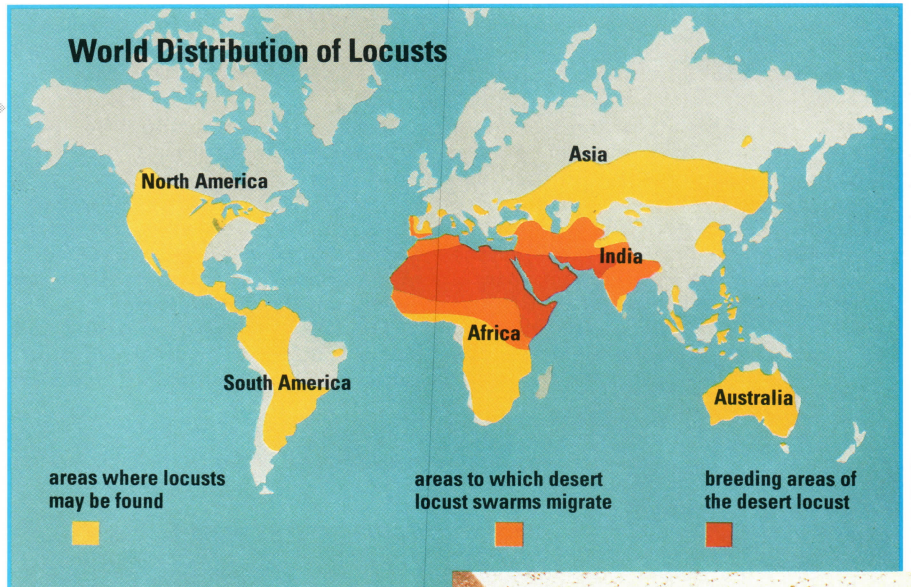 World Distribution of Locusts
Asia
North America
India
Africa
South America
Australia
areas where locusts
may be found
areas to which desert
locust swarms migrate
breeding areas of
the desert locust